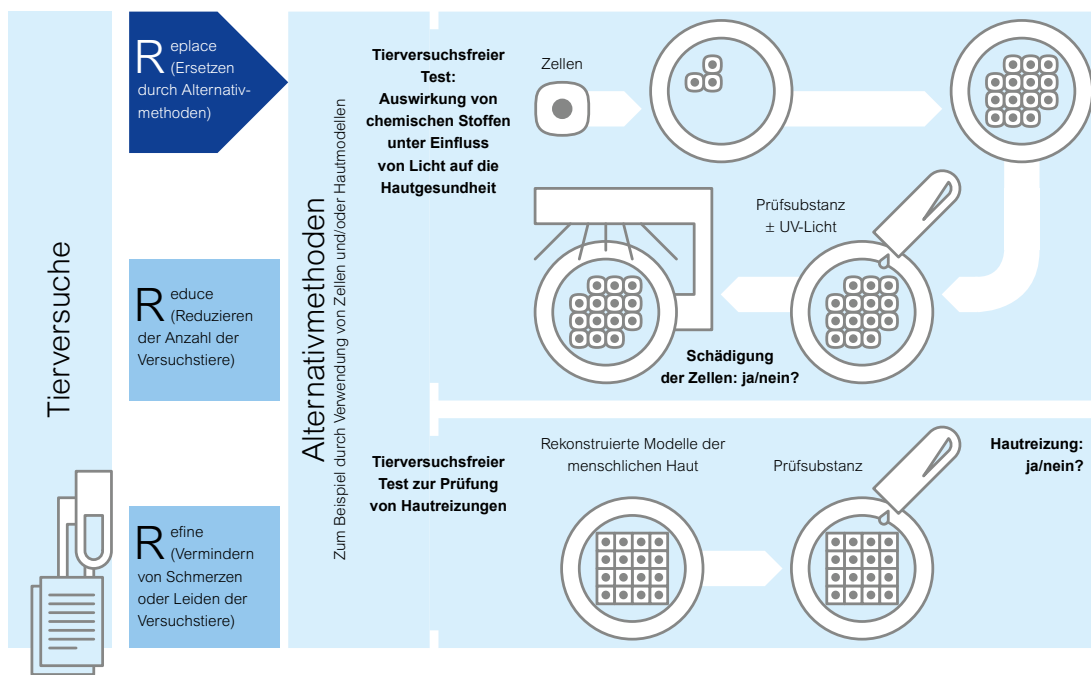 Tierversuche
Replace
(Ersetzen
durch Alternativ-
methoden)
Reduce
(Reduzieren
der Anzahl der
Versuchstiere)
Refine
(Vermindern
von Schmerzen
oder Leiden der
Versuchstiere)
Alternativmethoden
Zum Beispiel durch Verwendung von Zellen und/oder Hautmodellen
Tierversuchsfreier
Test:
Auswirkung von
chemischen Stoffen
unter Einfluss
von Licht auf die
Hautgesundheit
Zellen
Prüfsubstanz
± UV-Licht
Schädigung
der Zellen: ja/nein?
Tierversuchsfreier
Test zur Prüfung
von Hautreizungen
Rekonstruierte Modelle der
menschlichen Haut
Prüfsubstanz
Hautreizung:
ja/nein?